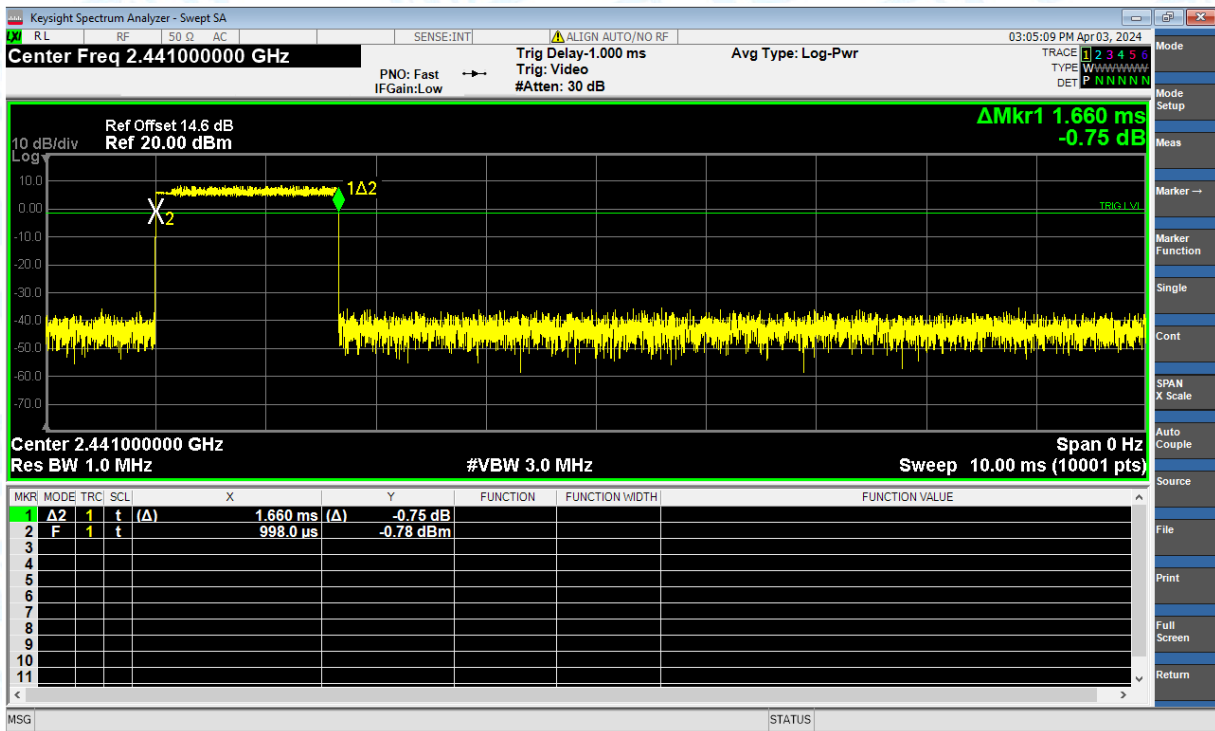 Keysight Spectrum Analyzer - Swept SA
LXI RL RF 50 Ω AC SENSE:INT ALIGN AUTO/NO RF 03:05:09 PM Apr 03, 2024
Center Freq 2.441000000 GHz
PNO: Fast
IFGain:Low
Trig Delay-1.000 ms
Trig: Video
#Atten: 30 dB
Avg Type: Log-Pwr
TRACE 1 2 3 4 5 6
TYPE WWWWWW
DET P N N N N N
ΔMkr1 1.660 ms
-0.75 dB
Ref Offset 14.6 dB
10 dB/div Ref 20.00 dBm
Log
10.0
0.00
-10.0
-20.0
-30.0
-40.0
-50.0
-60.0
-70.0
1Δ2
2
TRIG LVL
Center 2.441000000 GHz Span 0 Hz
Res BW 1.0 MHz #VBW 3.0 MHz Sweep 10.00 ms (10001 pts)
MKR MODE TRC SCL X Y FUNCTION FUNCTION WIDTH FUNCTION VALUE
1 Δ2 1 t (Δ) 1.660 ms (Δ) -0.75 dB
2 F 1 t 998.0 µs -0.78 dBm
3
4
5
6
7
8
9
10
11
MSG STATUS
Mode
Mode Setup
Meas
Marker →
Marker Function
Single
Cont
SPAN X Scale
Auto Couple
Source
File
Print
Full Screen
Return